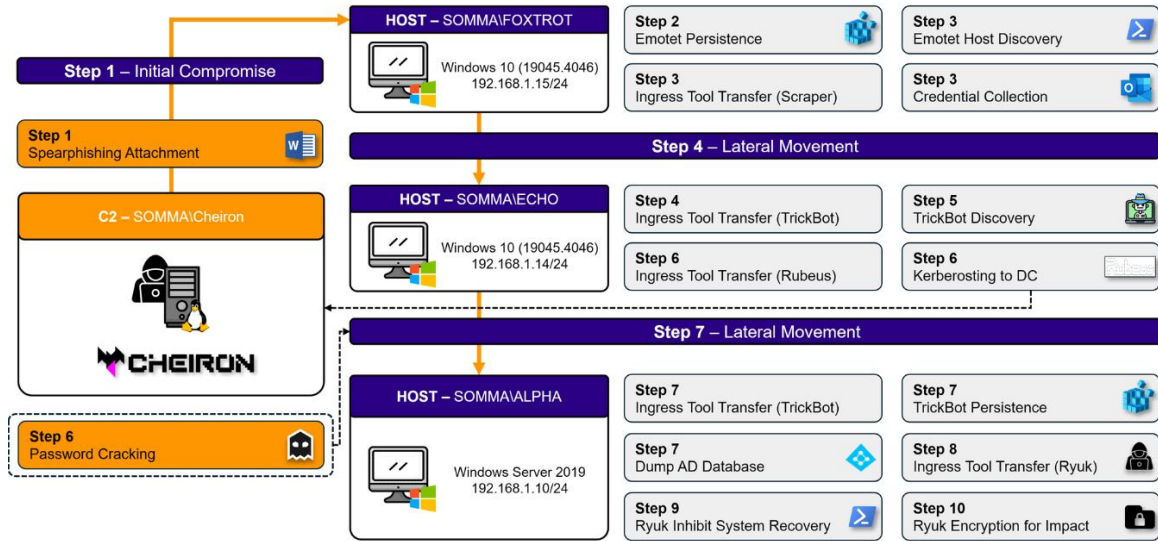 HOST – SOMMA\FOXTROT
Windows 10 (19045.4046)
192.168.1.15/24
Step 2
Emotet Persistence
Step 3
Emotet Host Discovery
Step 3
Ingress Tool Transfer (Scraper)
Step 3
Credential Collection
Step 1 – Initial Compromise
Step 1
Spearphishing Attachment
W
Step 4 – Lateral Movement
C2 – SOMMA\Cheiron
CHEIRON
HOST – SOMMA\ECHO
Windows 10 (19045.4046)
192.168.1.14/24
Step 4
Ingress Tool Transfer (TrickBot)
Step 5
TrickBot Discovery
Step 6
Ingress Tool Transfer (Rubeus)
Step 6
Kerberosting to DC
Rubeus
Step 7 – Lateral Movement
Step 6
Password Cracking
HOST – SOMMA\ALPHA
Windows Server 2019
192.168.1.10/24
Step 7
Ingress Tool Transfer (TrickBot)
Step 7
TrickBot Persistence
Step 7
Dump AD Database
Step 8
Ingress Tool Transfer (Ryuk)
Step 9
Ryuk Inhibit System Recovery
Step 10
Ryuk Encryption for Impact